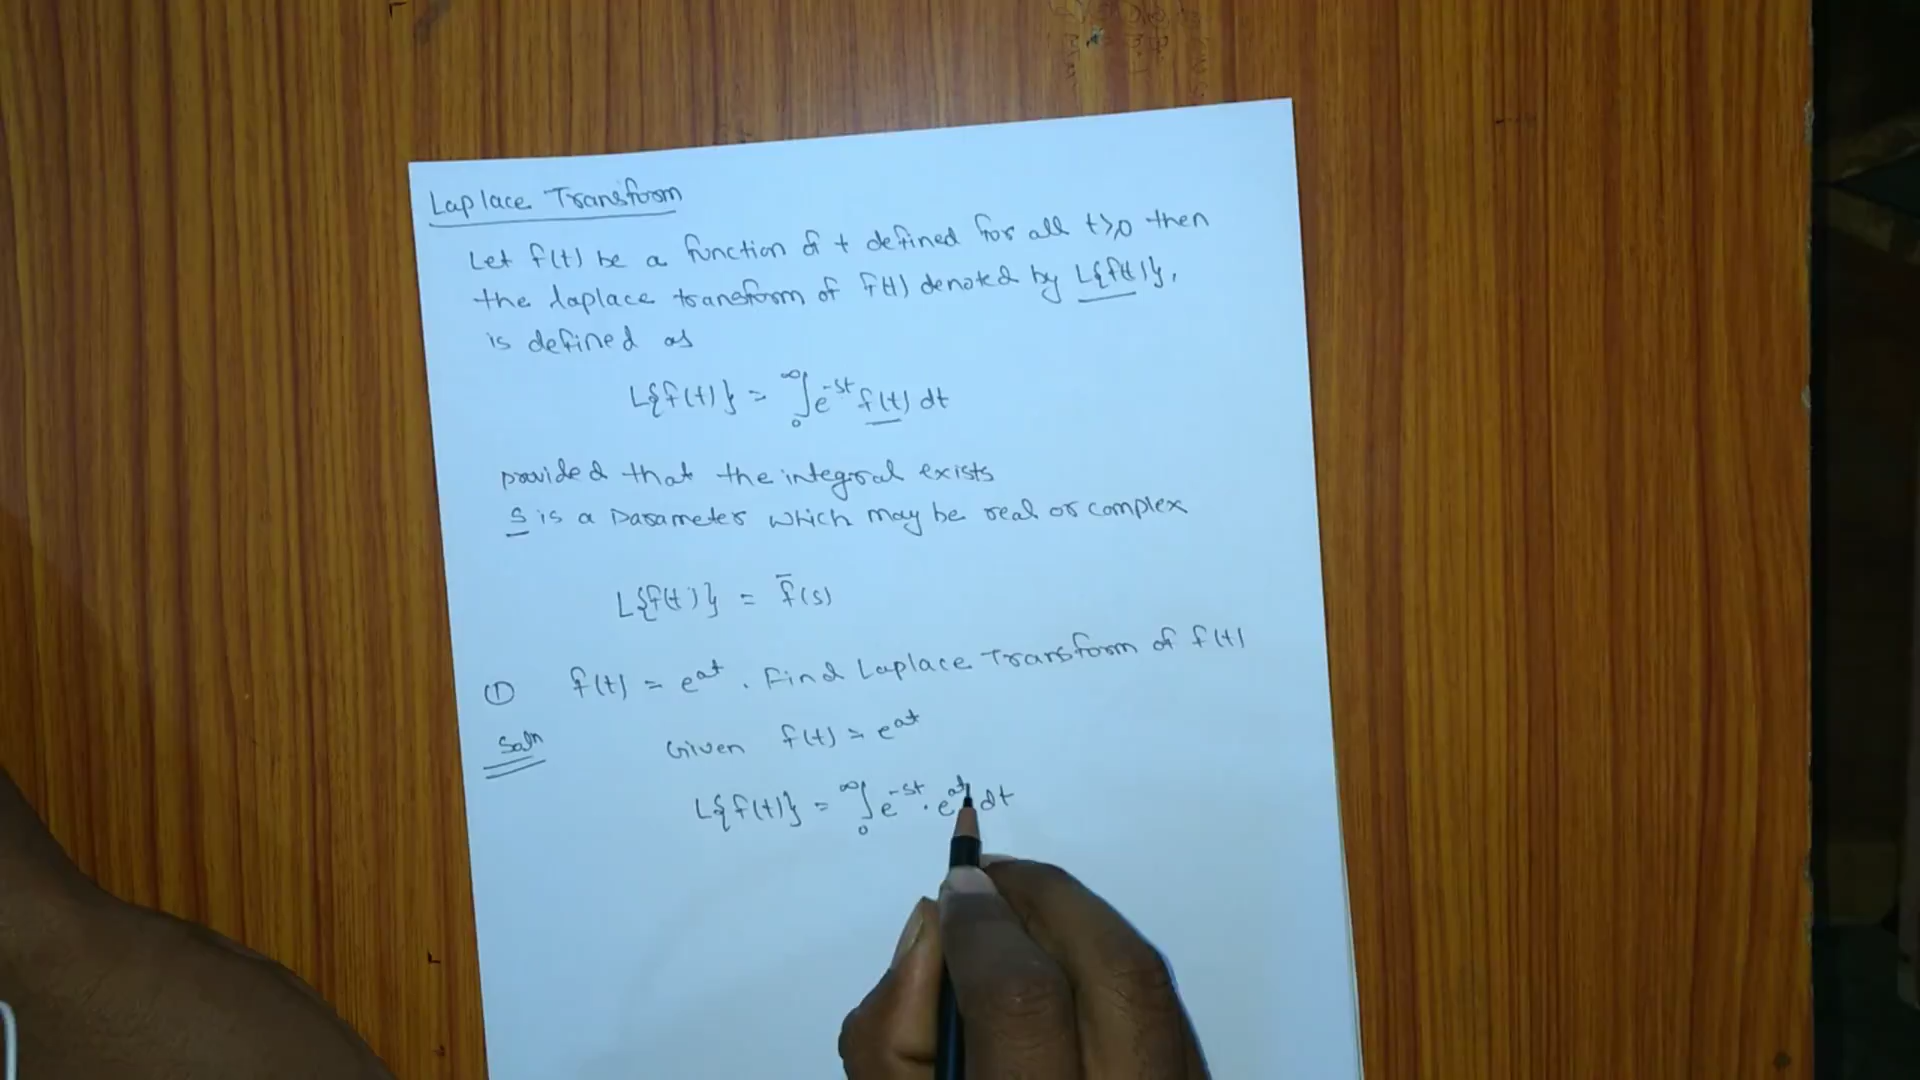 Laplace Transform
Let f(t) be a function of t defined for all t≥0 then
the laplace transform of f(t) denoted by L{f(t)}.
is defined as
L{f(t)} = ∫₀^∞ e^{-st} f(t) dt
provided that the integral exists
S is a parameter which may be real or complex
L{f(t)} = f̄(s)
① f(t) = e^{at}. Find Laplace Transform of f(t)
Soln Given f(t) = e^{at}
L{f(t)} = ∫₀^∞ e^{-st} · e^{at} dt